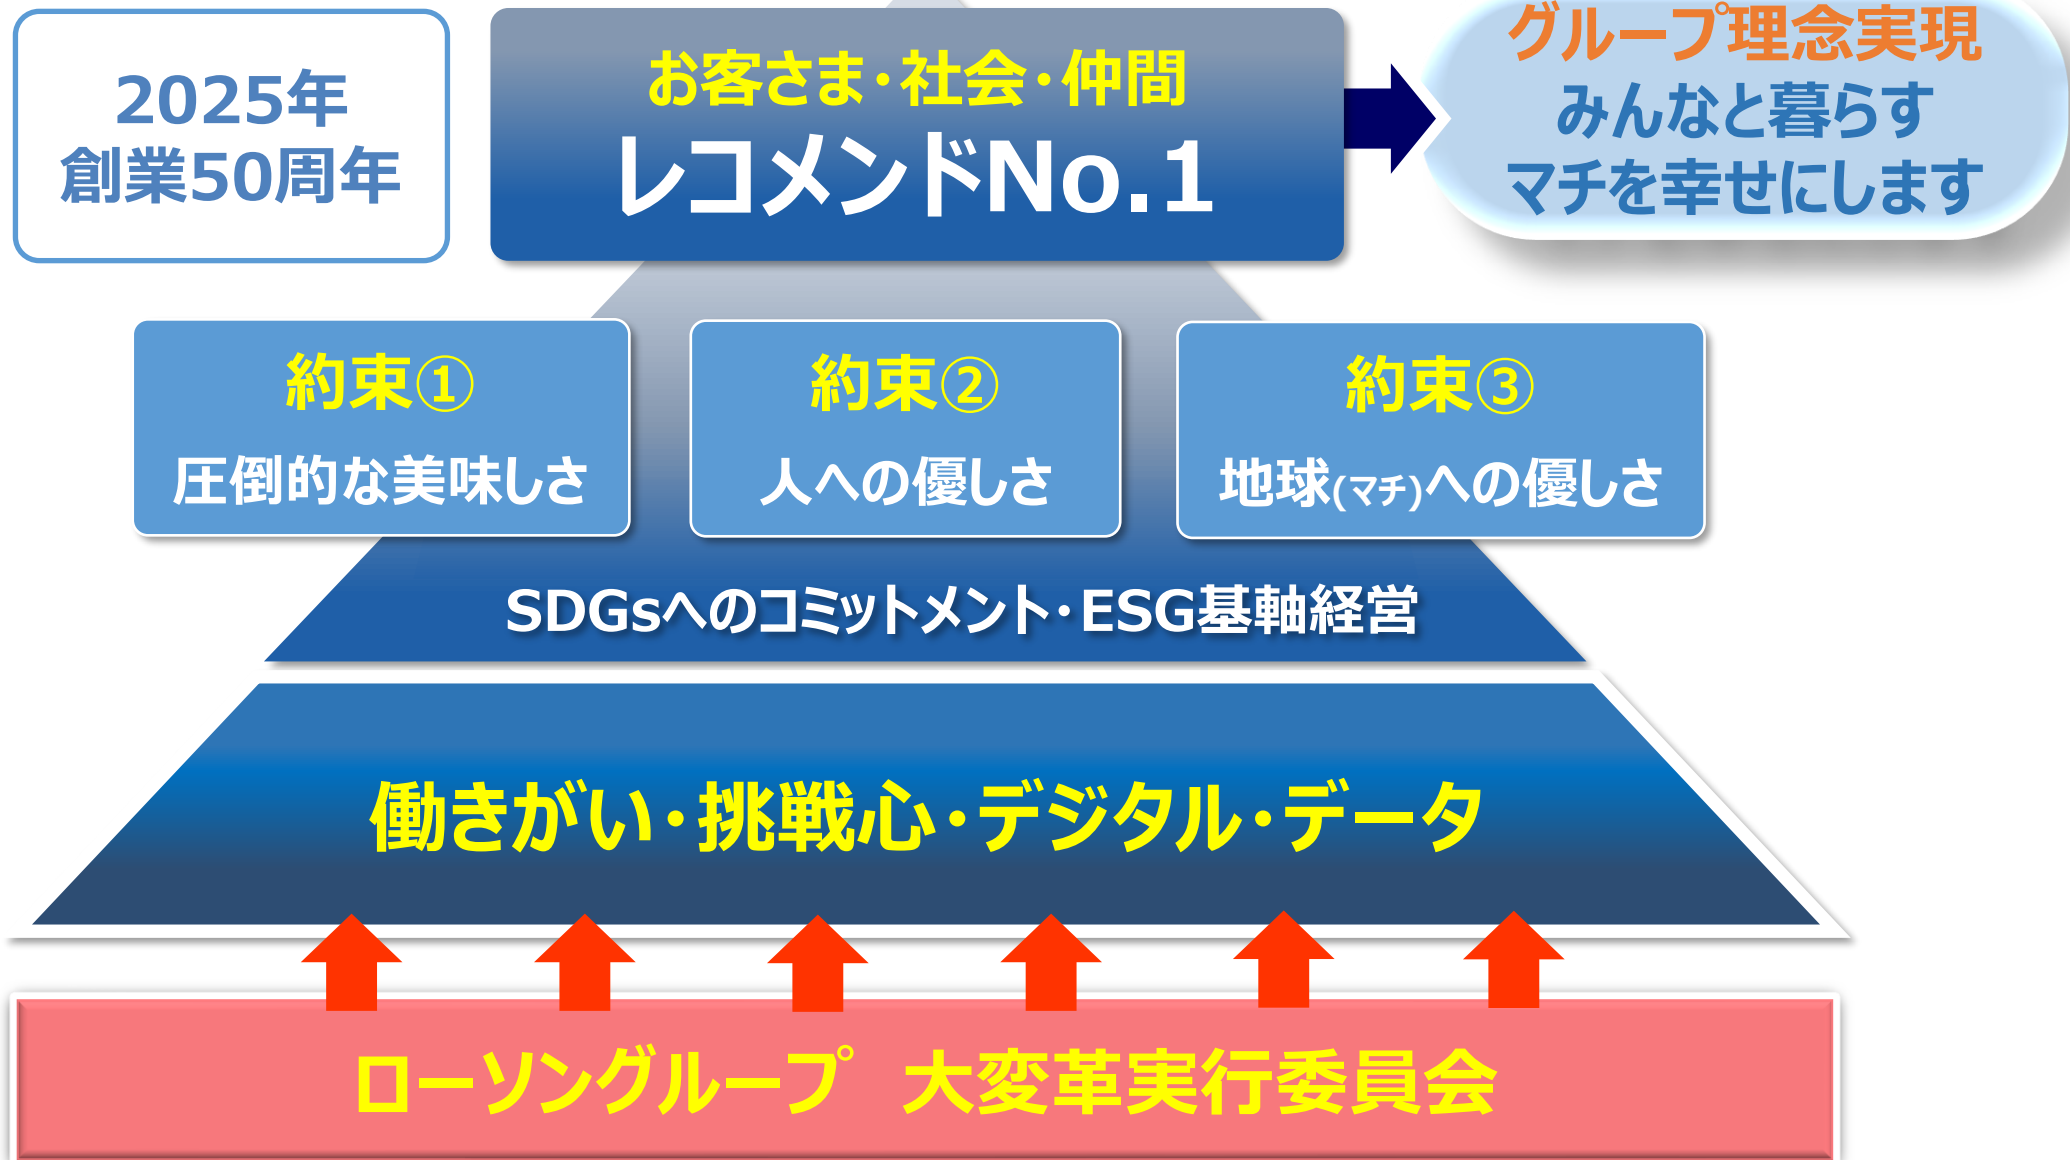 2025年
創業50周年
お客さま・社会・仲間
レコメンドNo.1
グループ理念実現
みんなと暮らす
マチを幸せにします
約束①
圧倒的な美味しさ
約束②
人への優しさ
約束③
地球(マチ)への優しさ
SDGsへのコミットメント・ESG基軸経営
働きがい・挑戦心・デジタル・データ
ローソングループ 大変革実行委員会